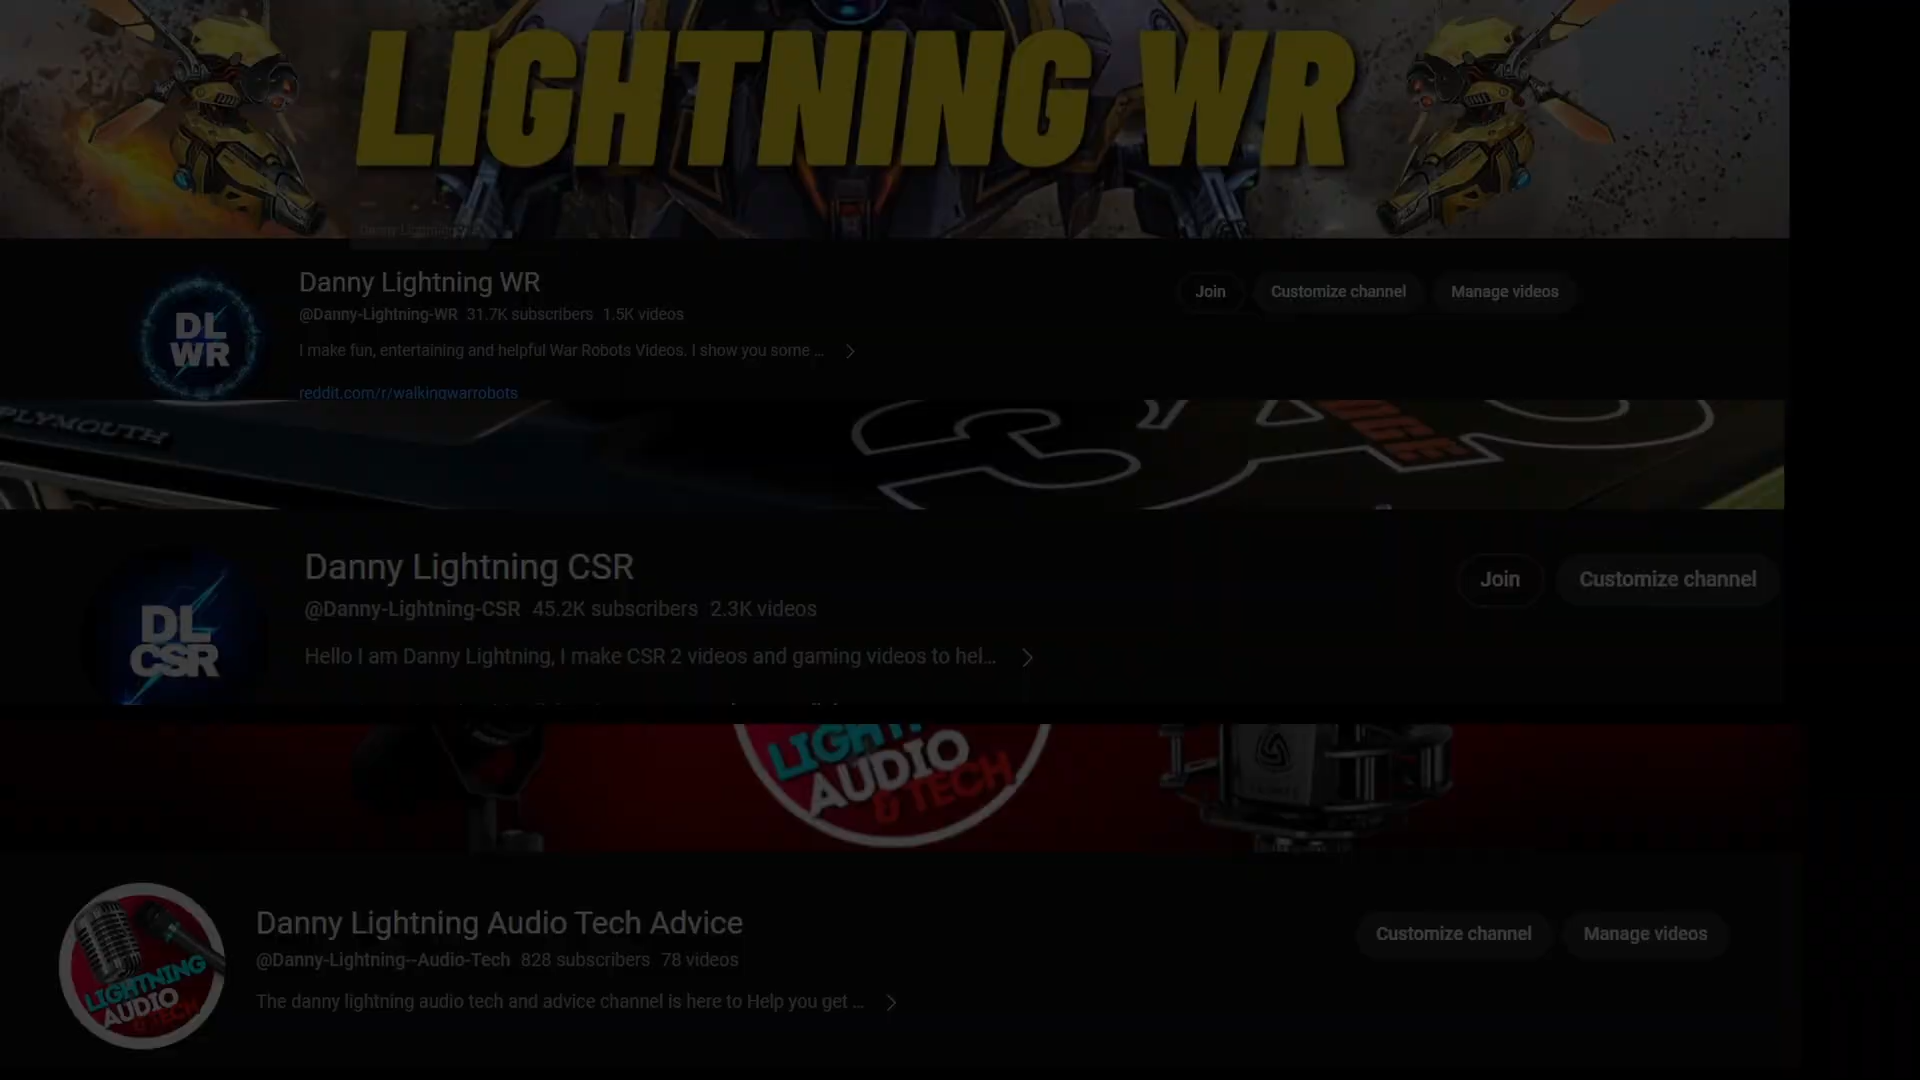 LIGHTNING WR
Danny Lightning
Danny Lightning WR
@Danny-Lightning-WR 31.7K subscribers 1.5K videos
I make fun, entertaining and helpful War Robots Videos. I show you some ...
reddit.com/r/walkingwarrobots
Join
Customize channel
Manage videos
DL
WR
PLYMOUTH
Danny Lightning CSR
@Danny-Lightning-CSR 45.2K subscribers 2.3K videos
Hello I am Danny Lightning, I make CSR 2 videos and gaming videos to hel...
Join
Customize channel
DL
CSR
AUDIO
& TECH
Danny Lightning Audio Tech Advice
@Danny-Lightning--Audio-Tech 828 subscribers 78 videos
The danny lightning audio tech and advice channel is here to Help you get ...
Customize channel
Manage videos
LIGHTNING
AUDIO
& TECH